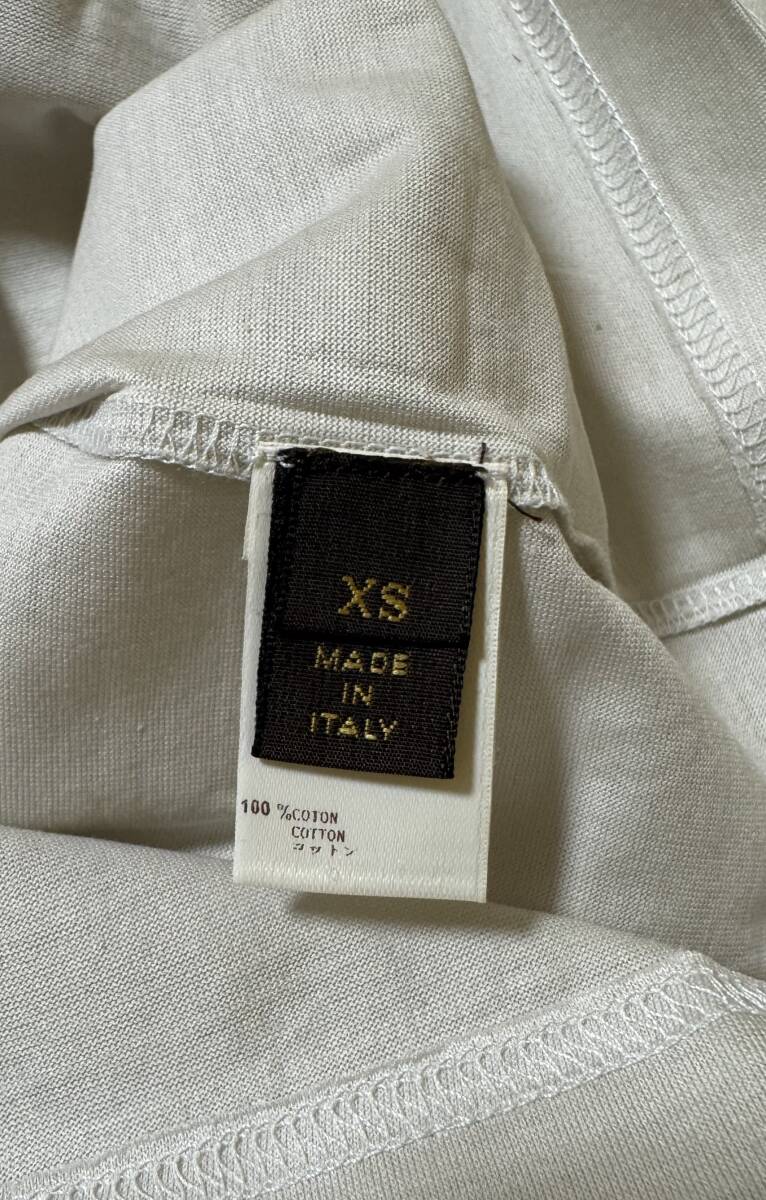 XS
MADE
IN
ITALY
100 %COTON
COTTON
コットン